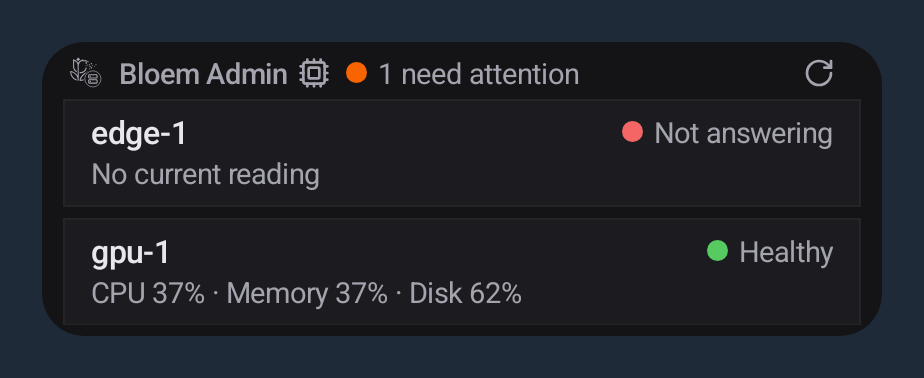 Bloem Admin 1 need attention
edge-1 Not answering
No current reading
gpu-1 Healthy
CPU 37% · Memory 37% · Disk 62%